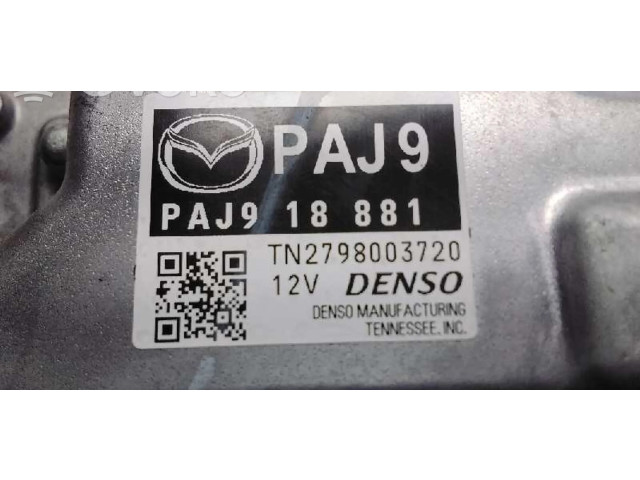 PAJ9
PAJ9 18 881
TN2798003720
12V DENSO
DENSO MANUFACTURING
TENNESSEE, INC.